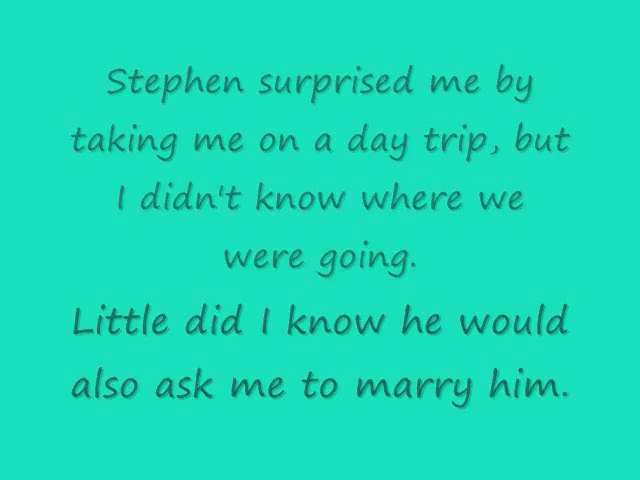 Stephen surprised me by
taking me on a day trip, but
I didn't know where we
were going.
Little did I know he would
also ask me to marry him.